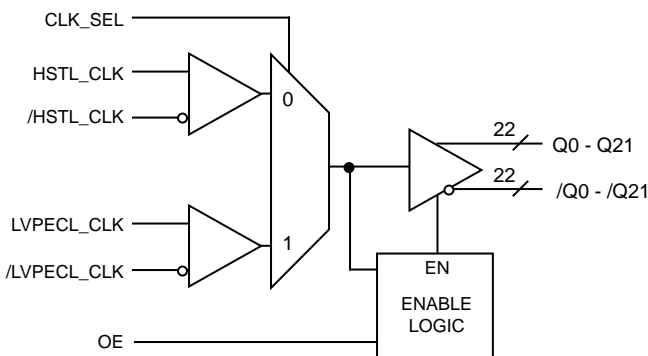 CLK_SEL
HSTL_CLK
/HSTL_CLK
0
22
Q0 - Q21
22
/Q0 - /Q21
LVPECL_CLK
/LVPECL_CLK
1
EN
ENABLE
LOGIC
OE